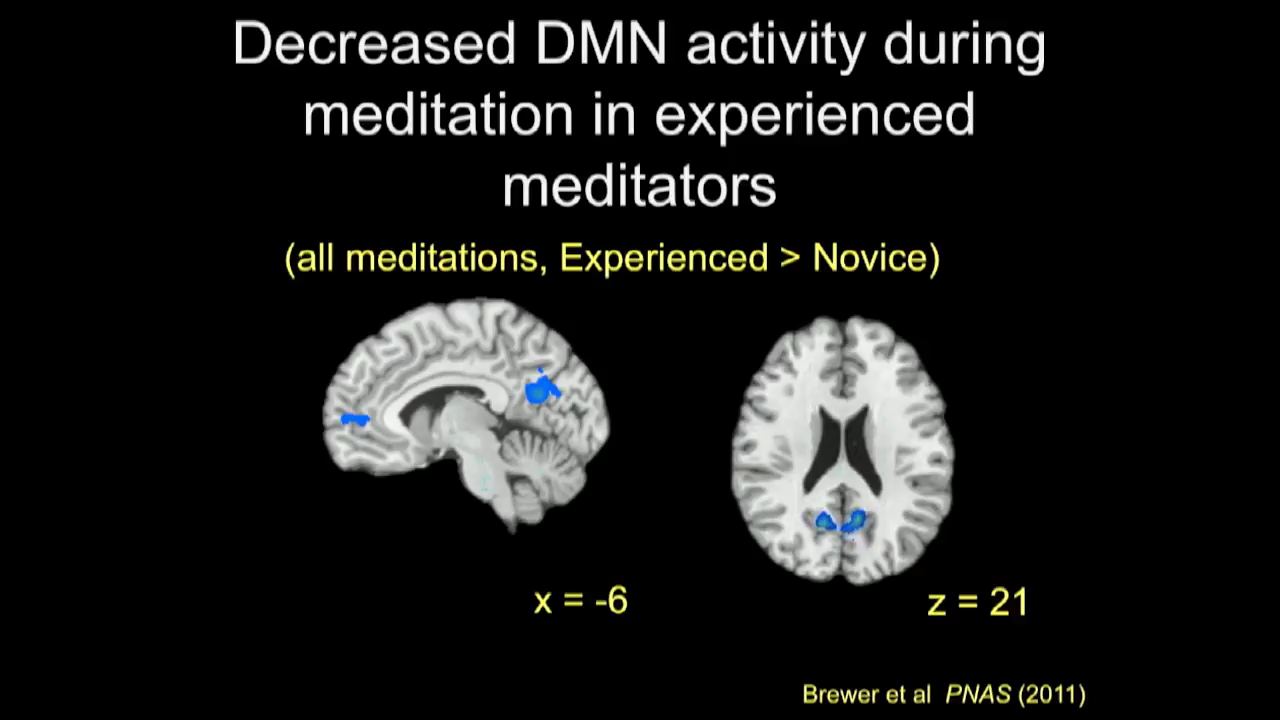 Decreased DMN activity during
meditation in experienced
meditators
(all meditations, Experienced > Novice)
x = -6
z = 21
Brewer et al PNAS (2011)